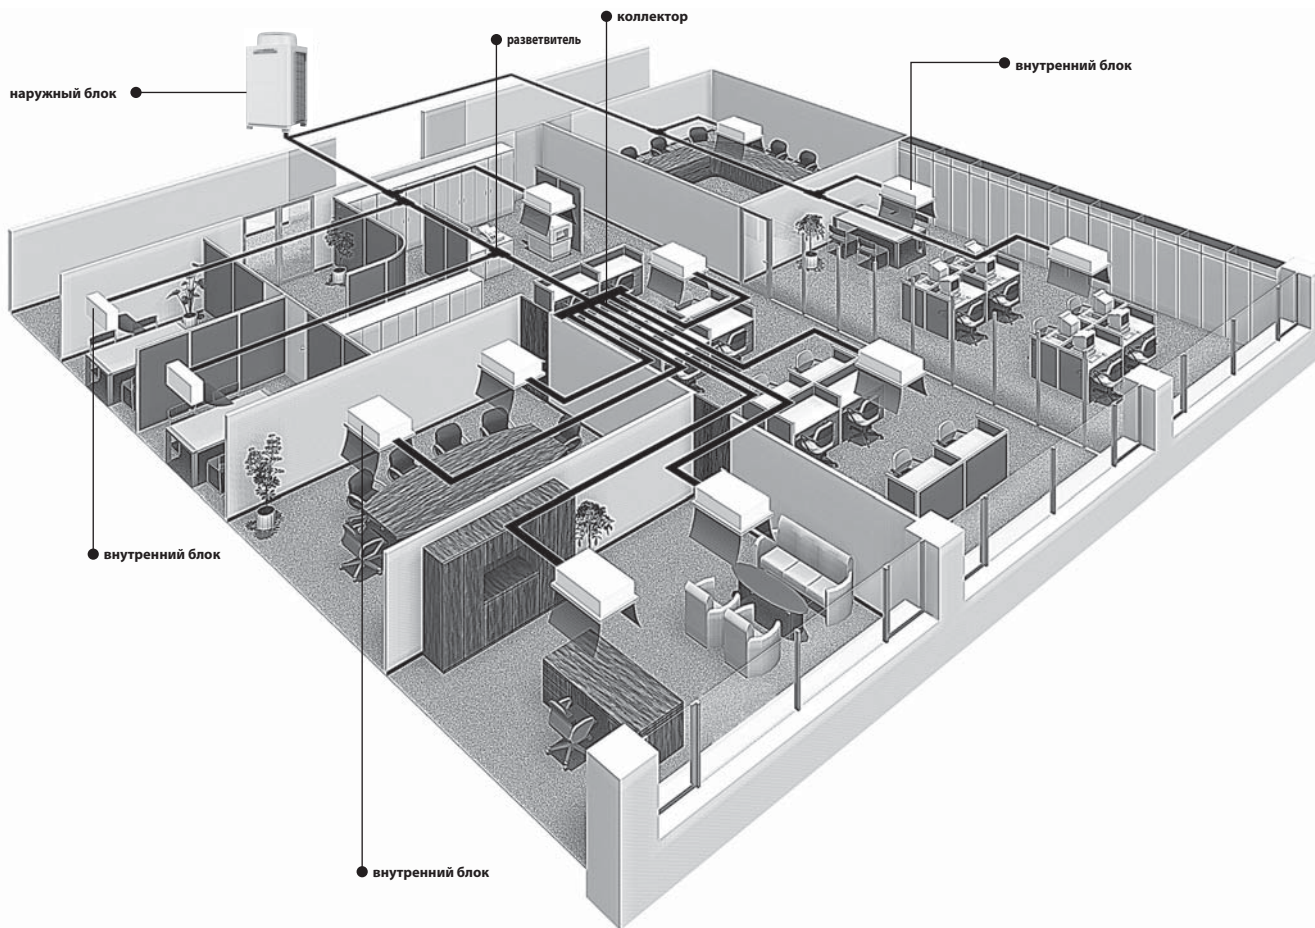 коллектор
разветвитель
внутренний блок
наружный блок
внутренний блок
внутренний блок